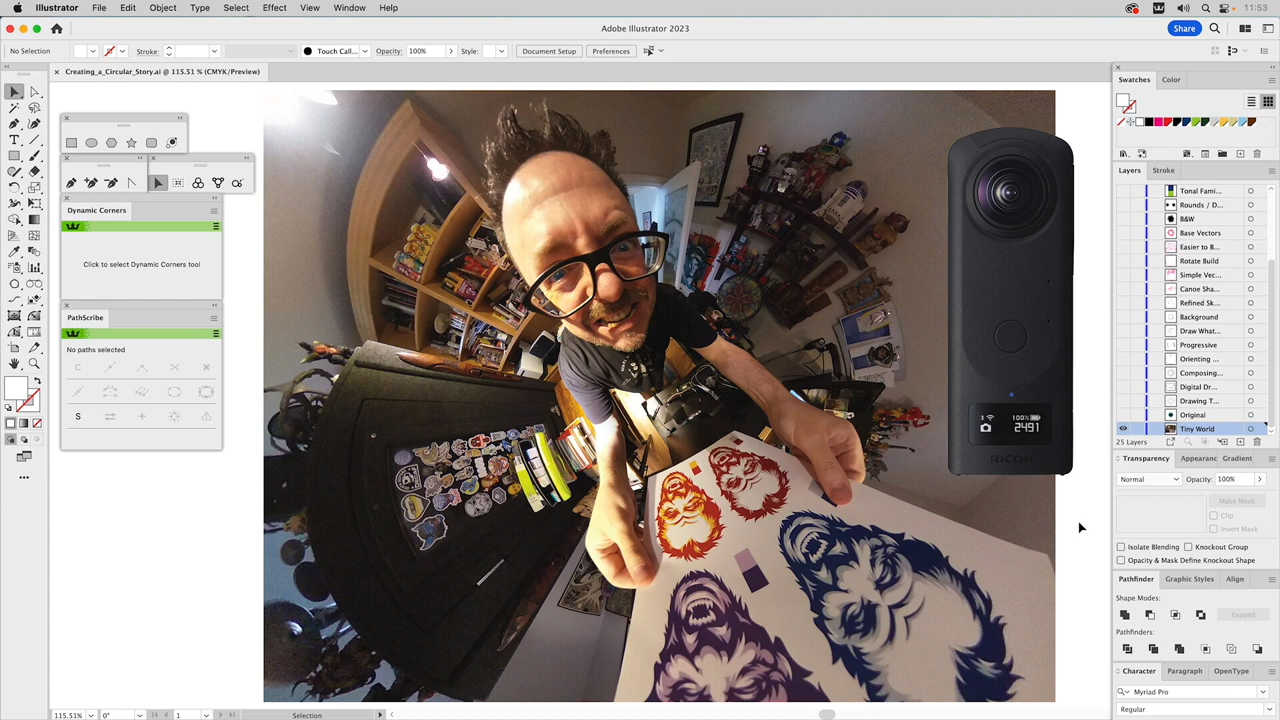 Illustrator File Edit Object Type Select Effect View Window Help 11:53
Adobe Illustrator 2023 Share
No Selection Stroke: Touch Call... Opacity: 100% Style: Document Setup Preferences
Creating_a_Circular_Story.ai @ 115.51 % (CMYK/Preview)
Dynamic Corners
Click to select Dynamic Corners tool
PathScribe
No paths selected
C
S
100%
2491
RICOH
Swatches Color
Layers Stroke
Tonal Fami...
Rounds / D...
B&W
Base Vectors
Easier to B...
Rotate Build
Simple Vec...
Canoe Sha...
Refined Sk...
Background
Draw What...
Progressive
Orienting ...
Composing...
Digital Dr...
Drawing T...
Original
Tiny World
25 Layers
Transparency Appearanc Gradient
Normal Opacity: 100%
Make Mask
Clip
Invert Mask
Isolate Blending Knockout Group
Opacity & Mask Define Knockout Shape
Pathfinder Graphic Styles Align
Shape Modes:
Expand
Pathfinders:
Character Paragraph OpenType
Myriad Pro
Regular
115.51% 0° 1 Selection